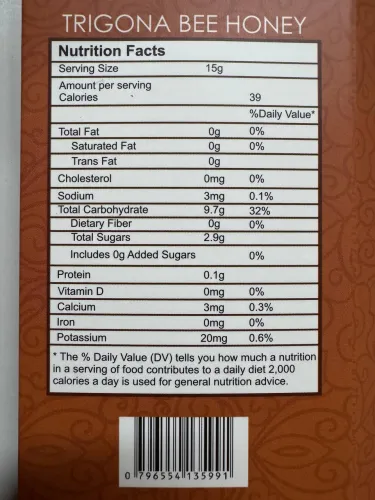 TRIGONA BEE HONEY
Nutrition Facts
Serving Size 15g
Amount per serving
Calories 39
%Daily Value*
Total Fat 0g 0%
Saturated Fat 0g 0%
Trans Fat 0g
Cholesterol 0mg 0%
Sodium 3mg 0.1%
Total Carbohydrate 9.7g 32%
Dietary Fiber 0g 0%
Total Sugars 2.9g
Includes 0g Added Sugars 0%
Protein 0.1g
Vitamin D 0mg 0%
Calcium 3mg 0.3%
Iron 0mg 0%
Potassium 20mg 0.6%
* The % Daily Value (DV) tells you how much a nutrition
in a serving of food contributes to a daily diet 2,000
calories a day is used for general nutrition advice.
0 796554 135991